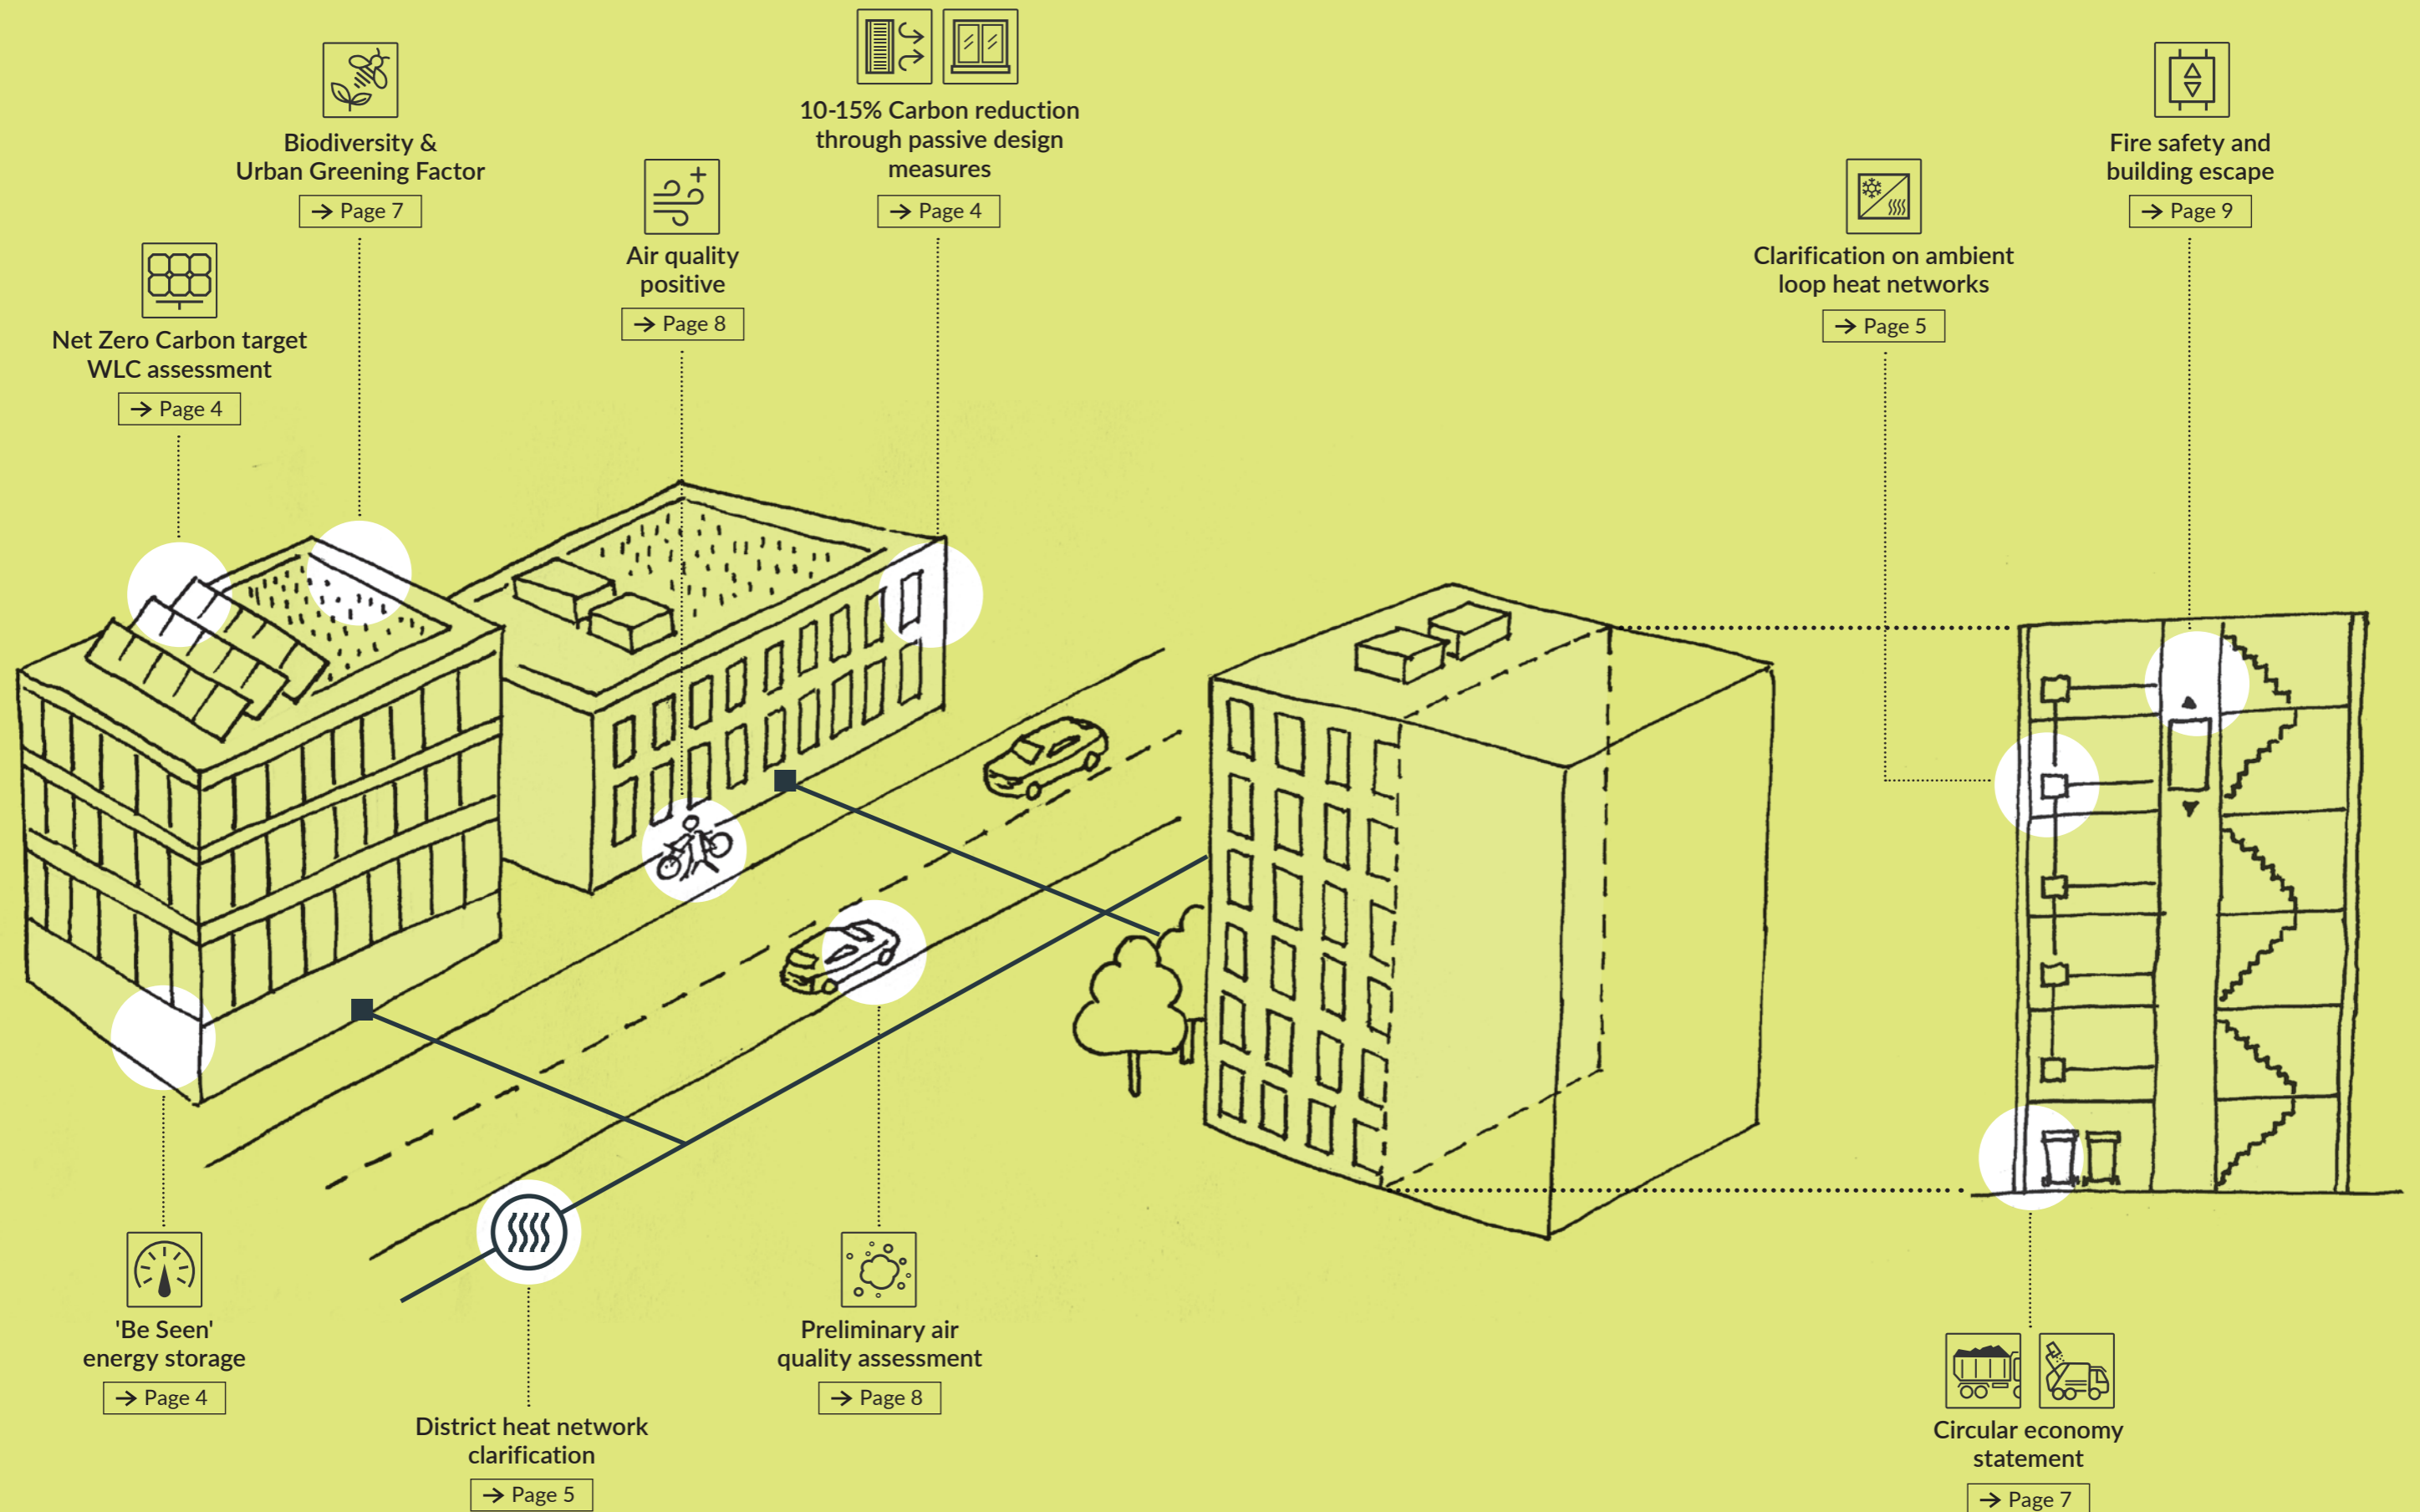 10-15% Carbon reduction
through passive design
measures
→ Page 4
Biodiversity &
Urban Greening Factor
→ Page 7
Fire safety and
building escape
→ Page 9
Air quality
positive
→ Page 8
Clarification on ambient
loop heat networks
→ Page 5
Net Zero Carbon target
WLC assessment
→ Page 4
'Be Seen'
energy storage
→ Page 4
Preliminary air
quality assessment
→ Page 8
District heat network
clarification
→ Page 5
Circular economy
statement
→ Page 7